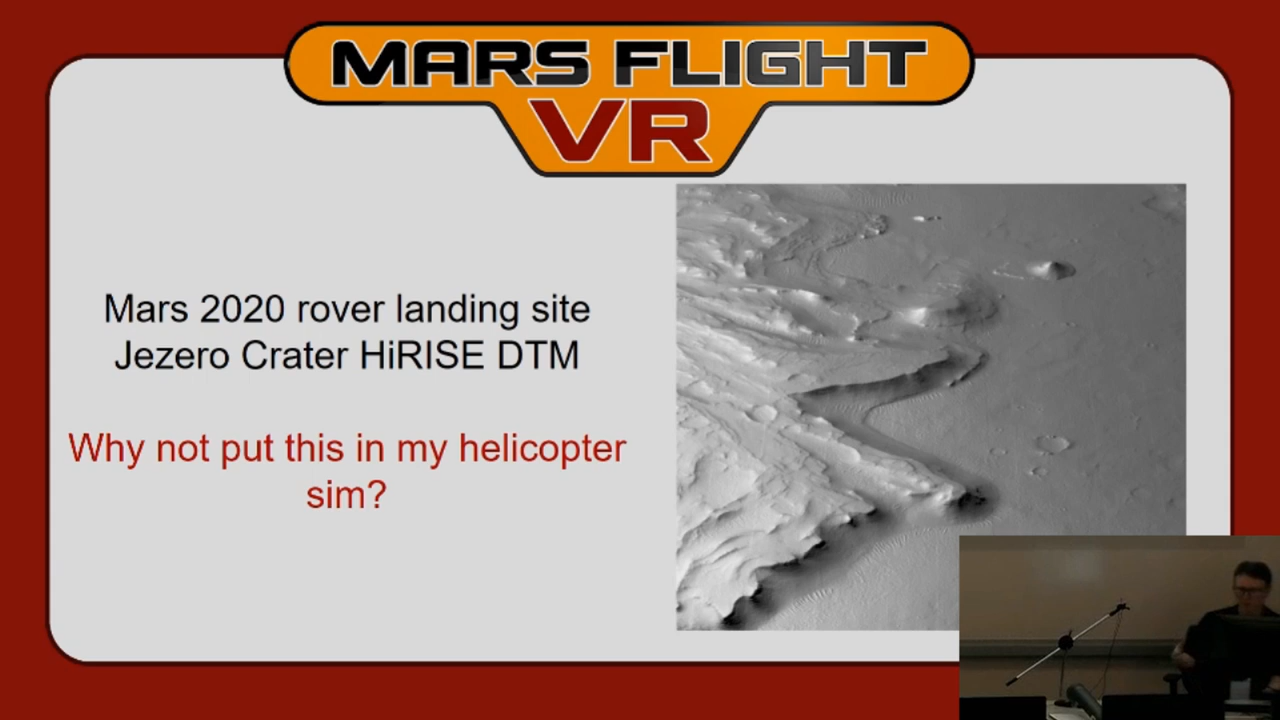 MARS FLIGHT
VR
Mars 2020 rover landing site
Jezero Crater HiRISE DTM
Why not put this in my helicopter
sim?